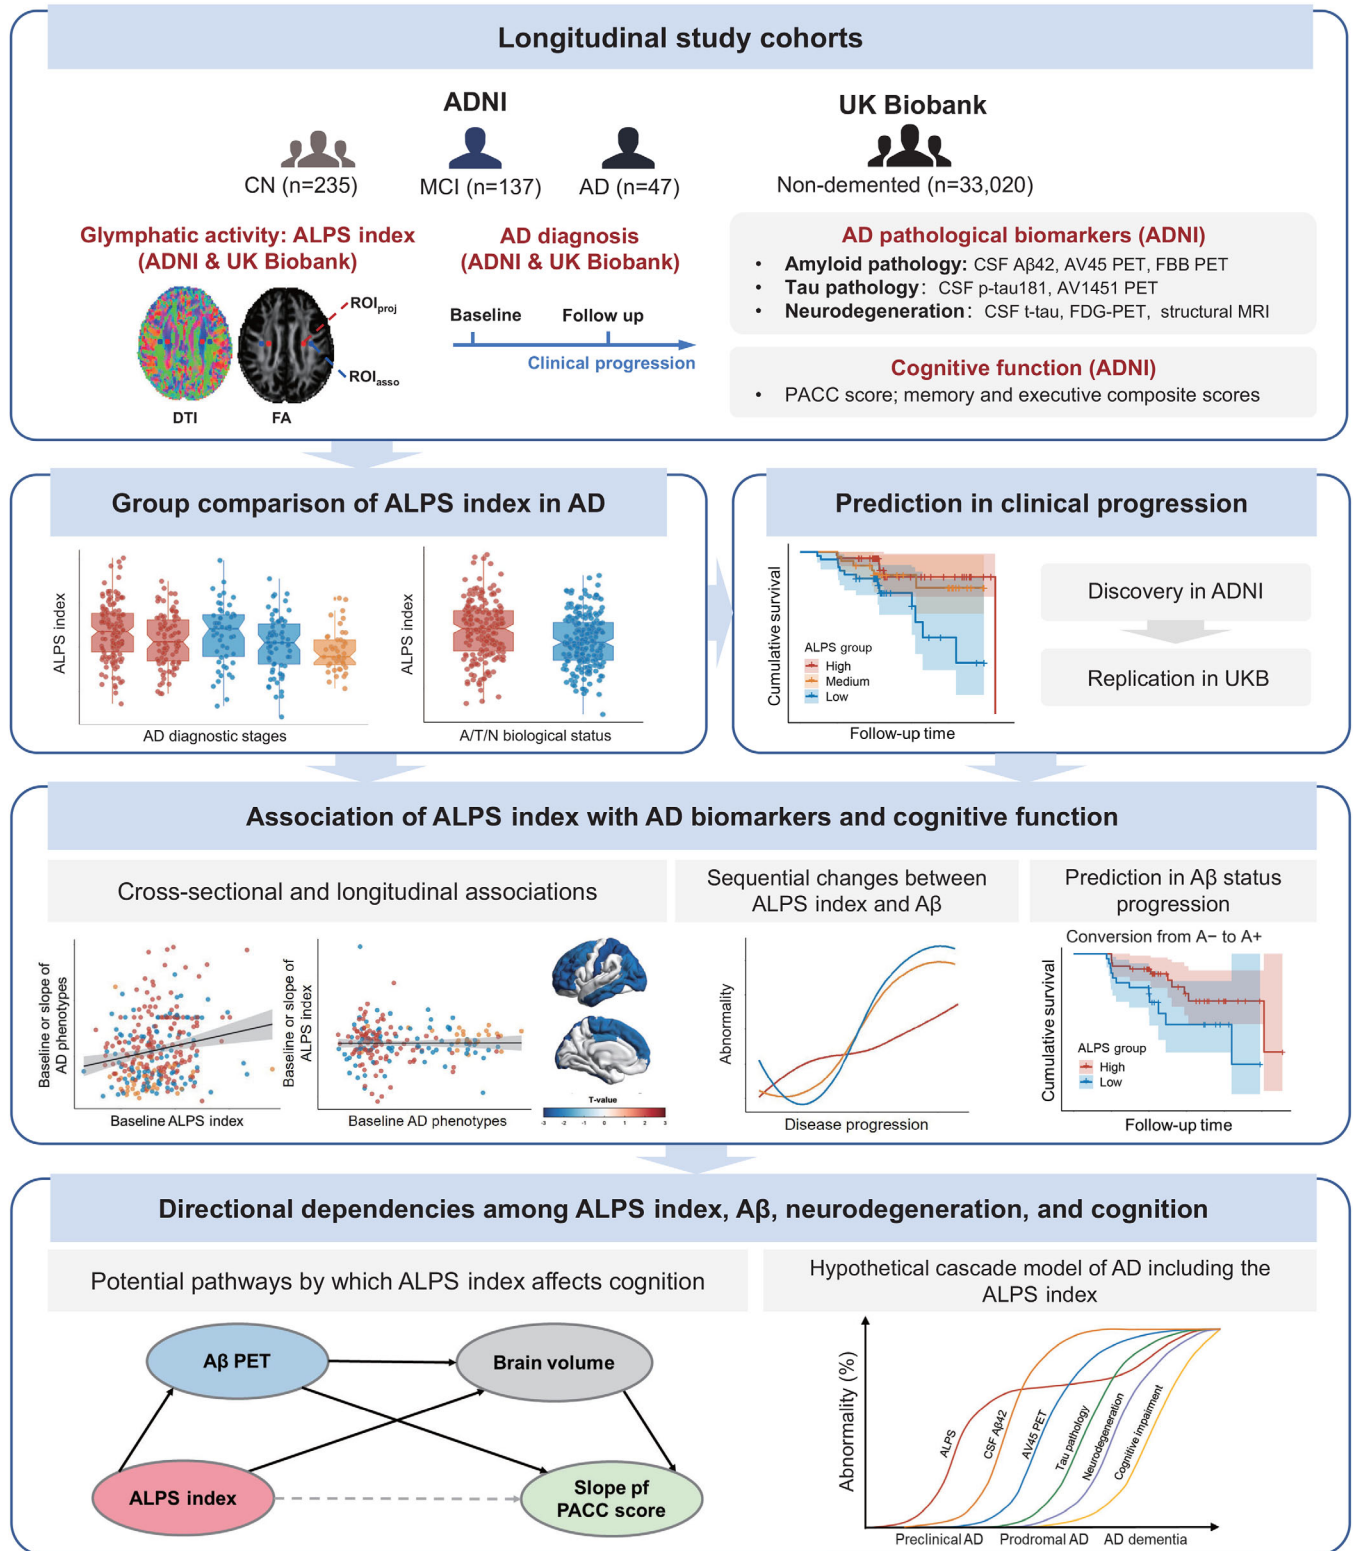 Longitudinal study cohorts
ADNI
UK Biobank
CN (n=235)
MCI (n=137)
AD (n=47)
Non-demented (n=33,020)
Glymphatic activity: ALPS index
(ADNI & UK Biobank)
ROIproj
ROIasso
DTI
FA
AD diagnosis
(ADNI & UK Biobank)
Baseline
Follow up
Clinical progression
AD pathological biomarkers (ADNI)
• Amyloid pathology: CSF Aβ42, AV45 PET, FBB PET
• Tau pathology: CSF p-tau181, AV1451 PET
• Neurodegeneration: CSF t-tau, FDG-PET, structural MRI
Cognitive function (ADNI)
• PACC score; memory and executive composite scores
Group comparison of ALPS index in AD
ALPS index
AD diagnostic stages
ALPS index
A/T/N biological status
Prediction in clinical progression
Cumulative survival
ALPS group
High
Medium
Low
Follow-up time
Discovery in ADNI
Replication in UKB
Association of ALPS index with AD biomarkers and cognitive function
Cross-sectional and longitudinal associations
Baseline or slope of
AD phenotypes
Baseline ALPS index
Baseline or slope of
ALPS index
Baseline AD phenotypes
T-value
-3 -2 -1 0 1 2 3
Sequential changes between
ALPS index and Aβ
Abnormality
Disease progression
Prediction in Aβ status
progression
Conversion from A− to A+
Cumulative survival
ALPS group
High
Low
Follow-up time
Directional dependencies among ALPS index, Aβ, neurodegeneration, and cognition
Potential pathways by which ALPS index affects cognition
Aβ PET
Brain volume
ALPS index
Slope pf
PACC score
Hypothetical cascade model of AD including the
ALPS index
Abnormality (%)
ALPS
CSF Aβ42
AV45 PET
Tau pathology
Neurodegeneration
Cognitive impairment
Preclinical AD
Prodromal AD
AD dementia